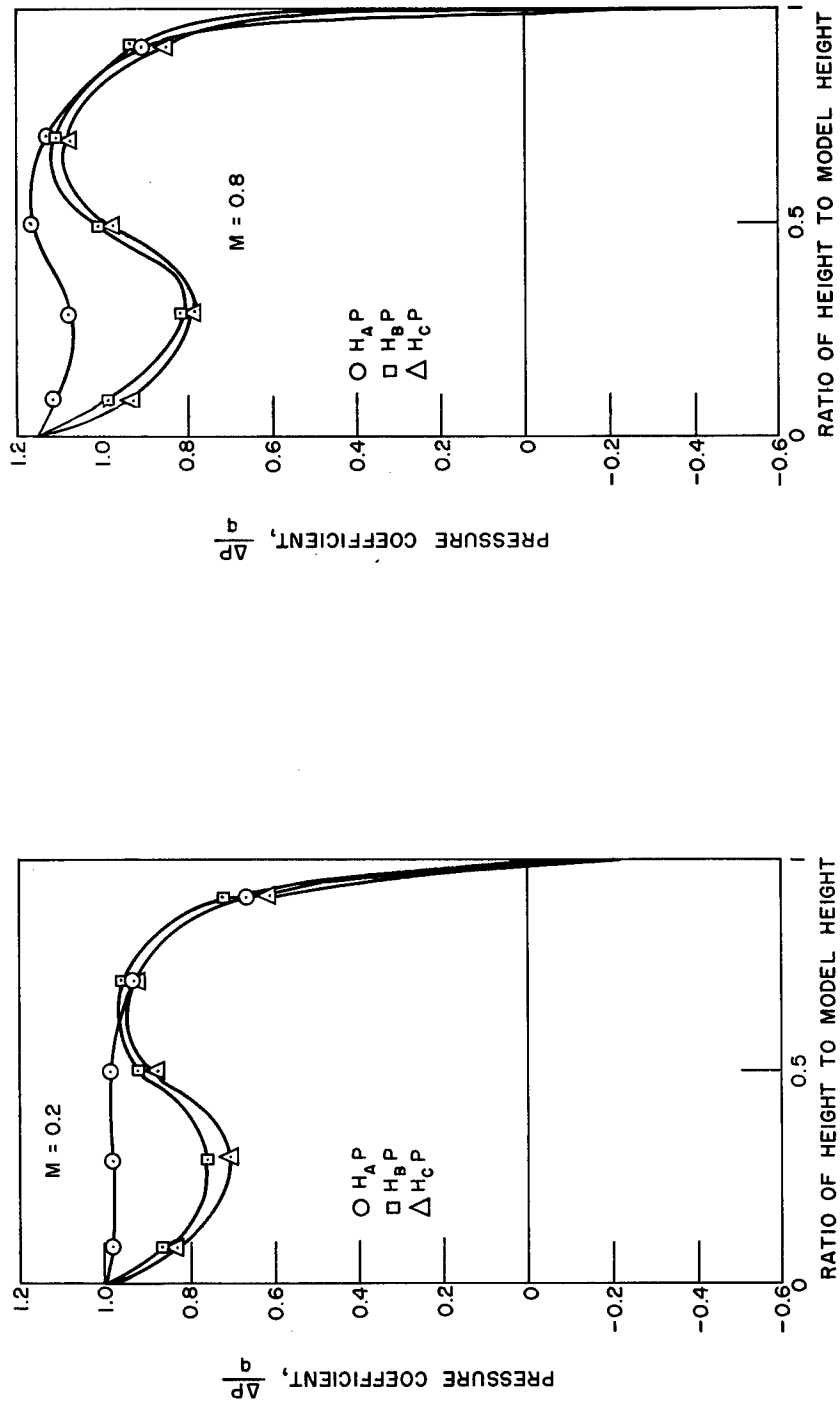 1.2
1.0
0.8
0.6
0.4
0.2
0
-0.2
-0.4
-0.6
PRESSURE COEFFICIENT, ΔP/q
M = 0.2
○ H_A P
□ H_B P
△ H_C P
0
0.5
1
RATIO OF HEIGHT TO MODEL HEIGHT
1.2
1.0
0.8
0.6
0.4
0.2
0
-0.2
-0.4
-0.6
PRESSURE COEFFICIENT, ΔP/q
M = 0.8
○ H_A P
□ H_B P
△ H_C P
0
0.5
1
RATIO OF HEIGHT TO MODEL HEIGHT